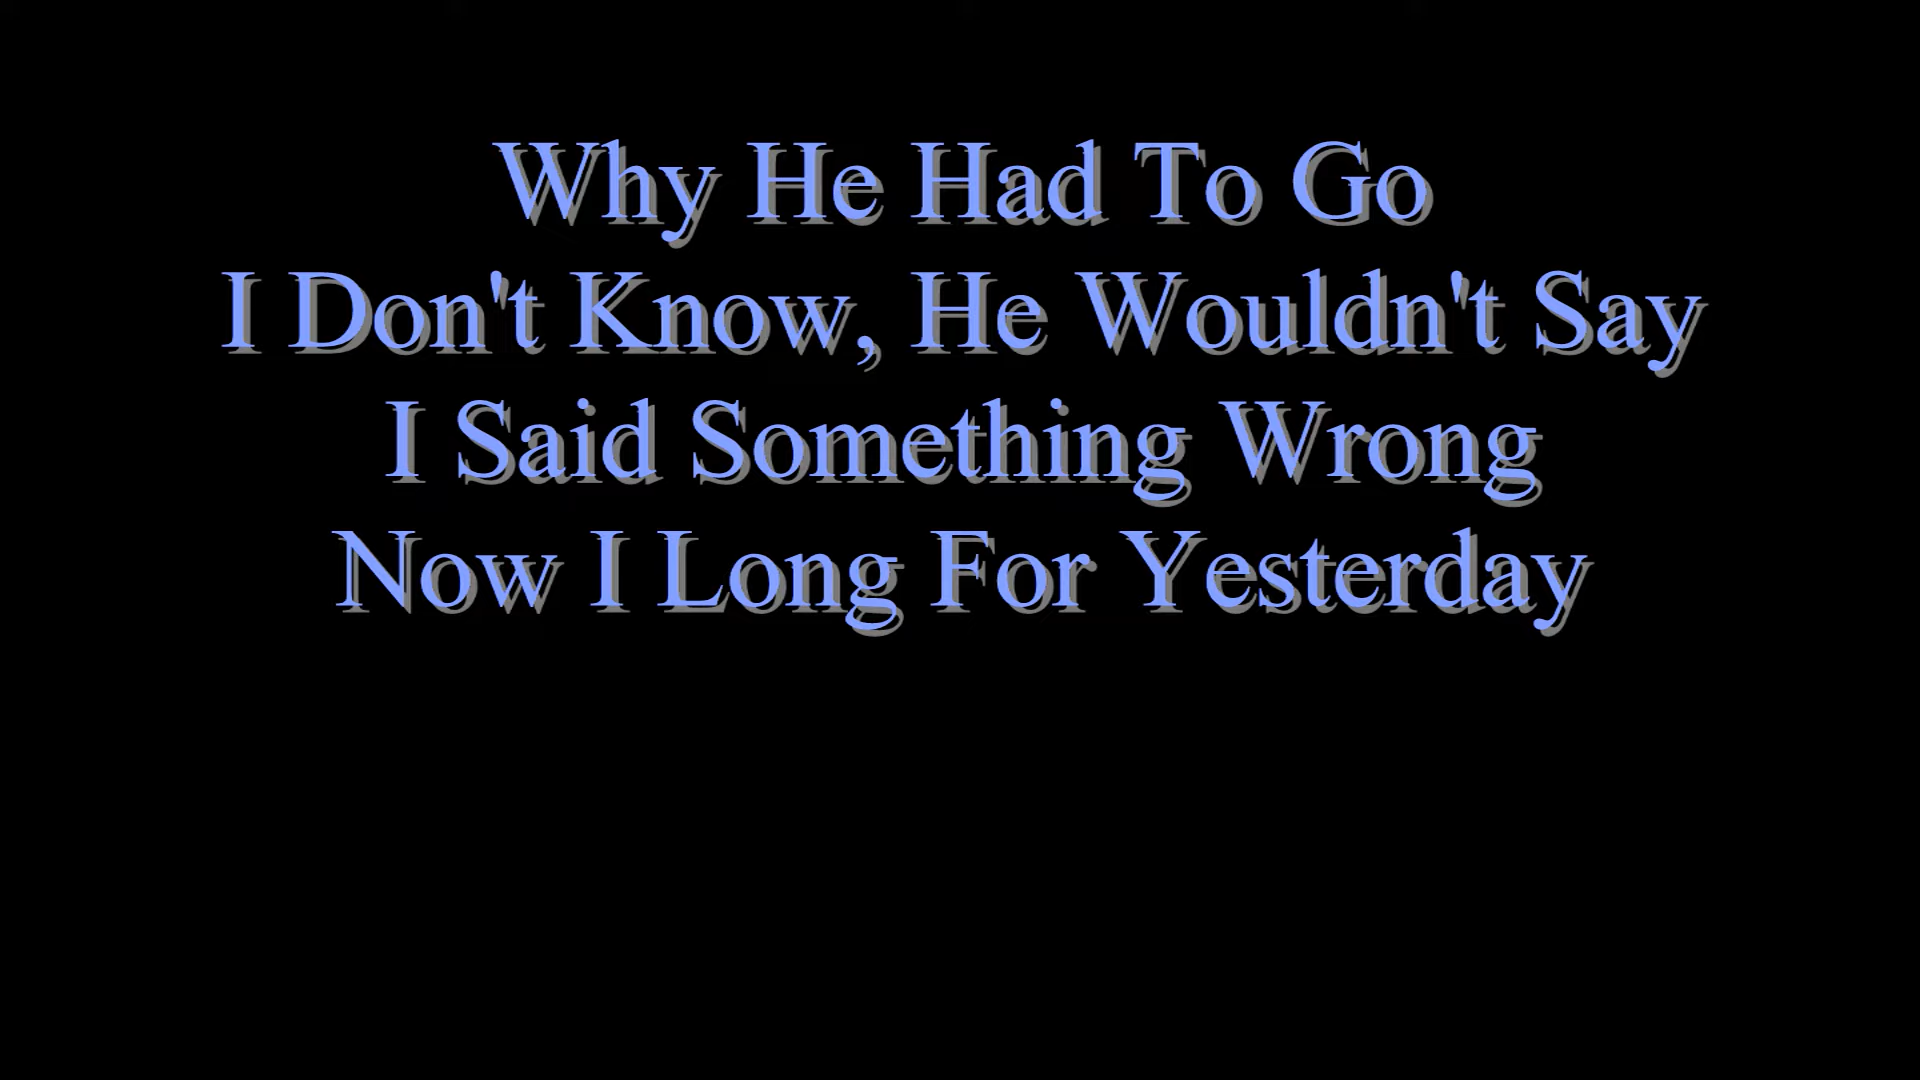 Why He Had To Go
I Don't Know, He Wouldn't Say
I Said Something Wrong
Now I Long For Yesterday